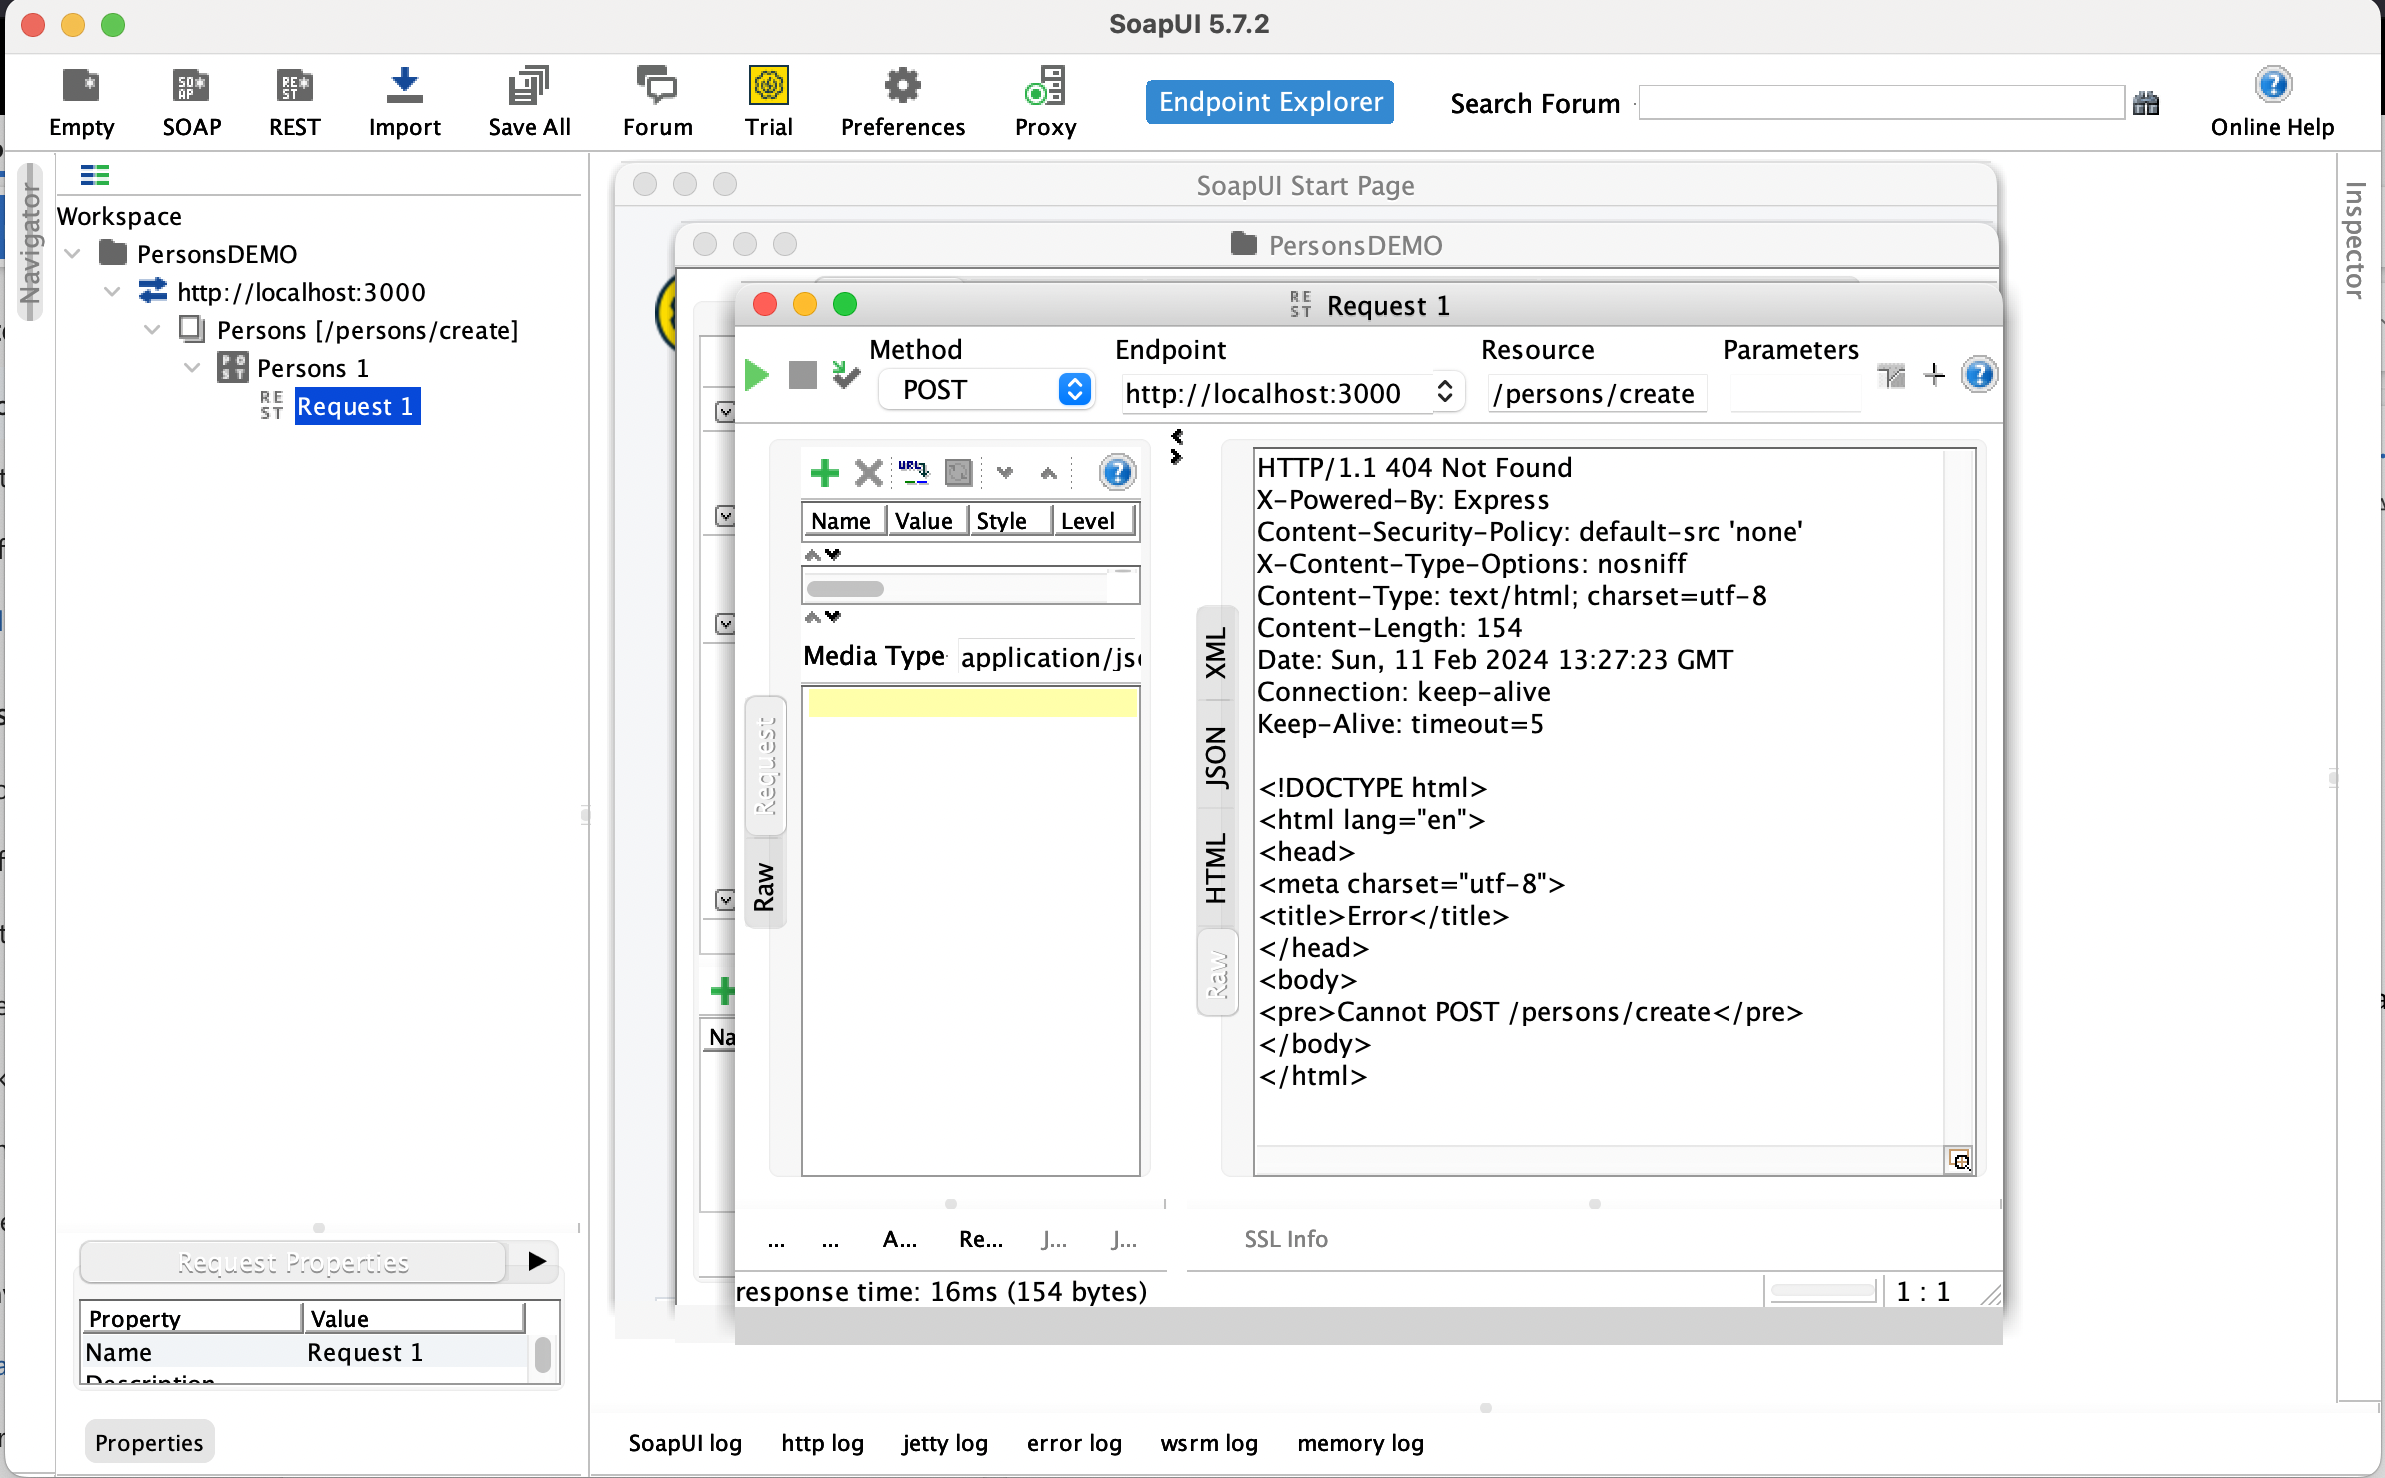 SoapUI 5.7.2
Empty
SOAP
REST
Import
Save All
Forum
Trial
Preferences
Proxy
Endpoint Explorer
Search Forum
Online Help
Navigator
Workspace
PersonsDEMO
http://localhost:3000
Persons [/persons/create]
Persons 1
REST Request 1
SoapUI Start Page
PersonsDEMO
REST Request 1
Method
Endpoint
Resource
Parameters
POST
http://localhost:3000
/persons/create
Name Value Style Level
Media Type application/js
Request
Raw
Na
XML
JSON
HTML
Raw
HTTP/1.1 404 Not Found
X-Powered-By: Express
Content-Security-Policy: default-src 'none'
X-Content-Type-Options: nosniff
Content-Type: text/html; charset=utf-8
Content-Length: 154
Date: Sun, 11 Feb 2024 13:27:23 GMT
Connection: keep-alive
Keep-Alive: timeout=5
<!DOCTYPE html>
<html lang="en">
<head>
<meta charset="utf-8">
<title>Error</title>
</head>
<body>
<pre>Cannot POST /persons/create</pre>
</body>
</html>
... ... A... Re... J... J...
SSL Info
response time: 16ms (154 bytes)
1 : 1
Inspector
Request Properties
Property Value
Name Request 1
Description
Properties
SoapUI log http log jetty log error log wsrm log memory log